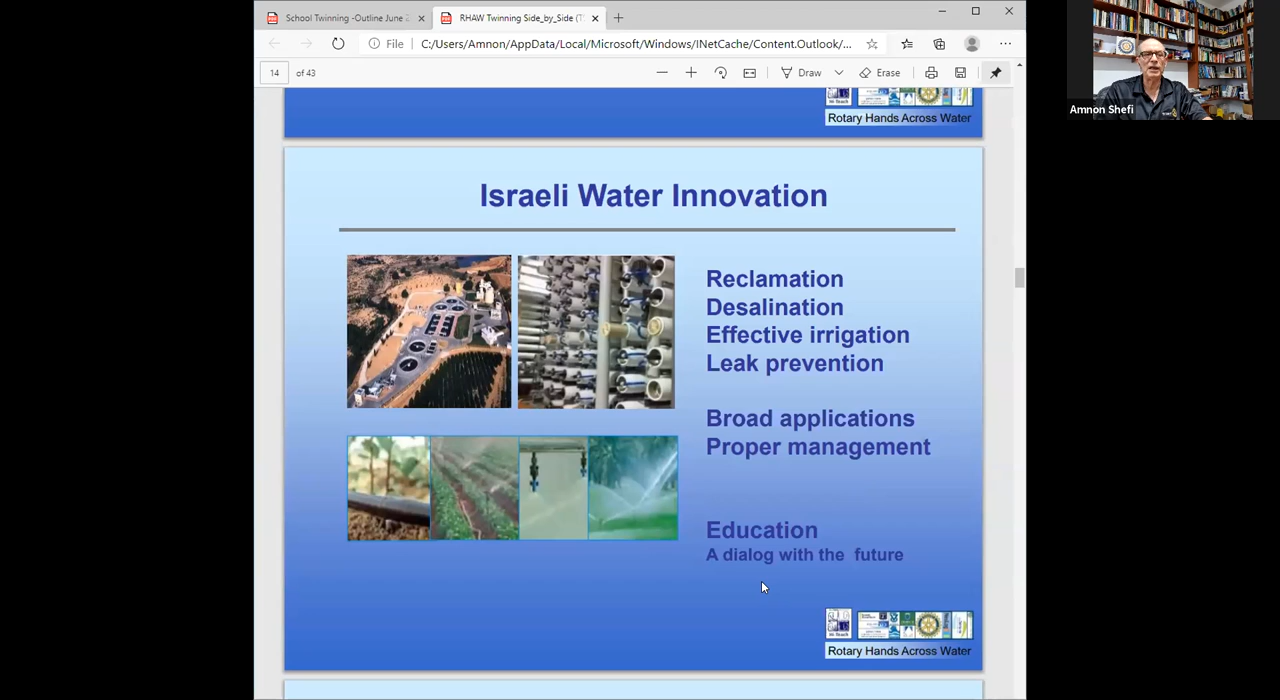 School Twinning -Outline June 2
RHAW Twinning Side_by_Side (T
File
C:/Users/Amnon/AppData/Local/Microsoft/Windows/INetCache/Content.Outlook/...
14 of 43
Draw
Erase
Amnon Shefi
Rotary Hands Across Water
Israeli Water Innovation
Reclamation
Desalination
Effective irrigation
Leak prevention
Broad applications
Proper management
Education
A dialog with the future
Hi-Teach
Rotary Hands Across Water